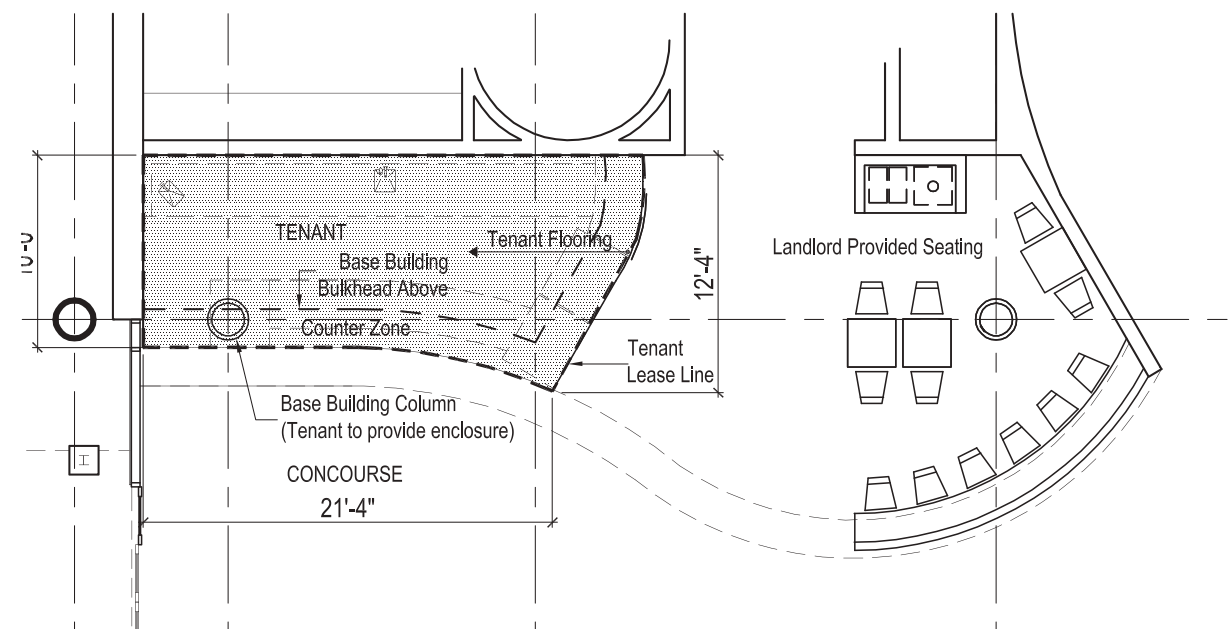 TENANT
Tenant Flooring
Base Building
Bulkhead Above
Counter Zone
12'-4"
Tenant
Lease Line
Landlord Provided Seating
Base Building Column
(Tenant to provide enclosure)
CONCOURSE
21'-4"
H